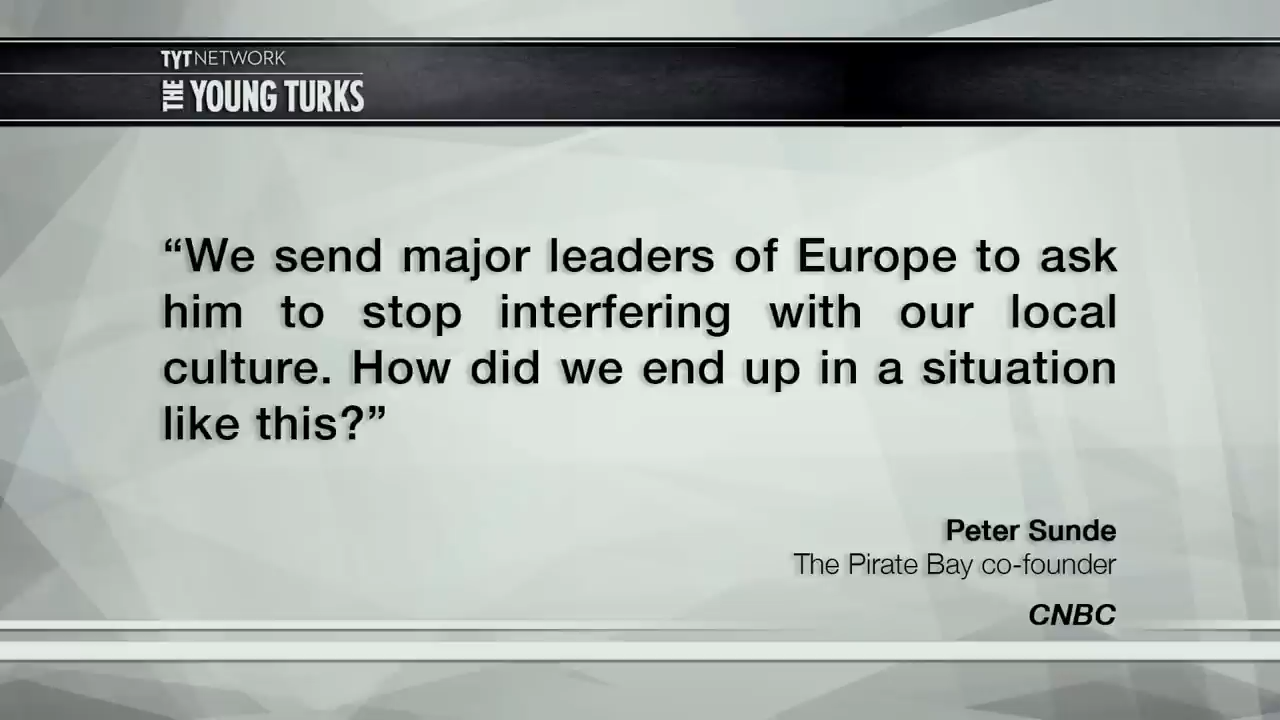 TYTNETWORK
THE YOUNG TURKS
“We send major leaders of Europe to ask
him to stop interfering with our local
culture. How did we end up in a situation
like this?”
Peter Sunde
The Pirate Bay co-founder
CNBC